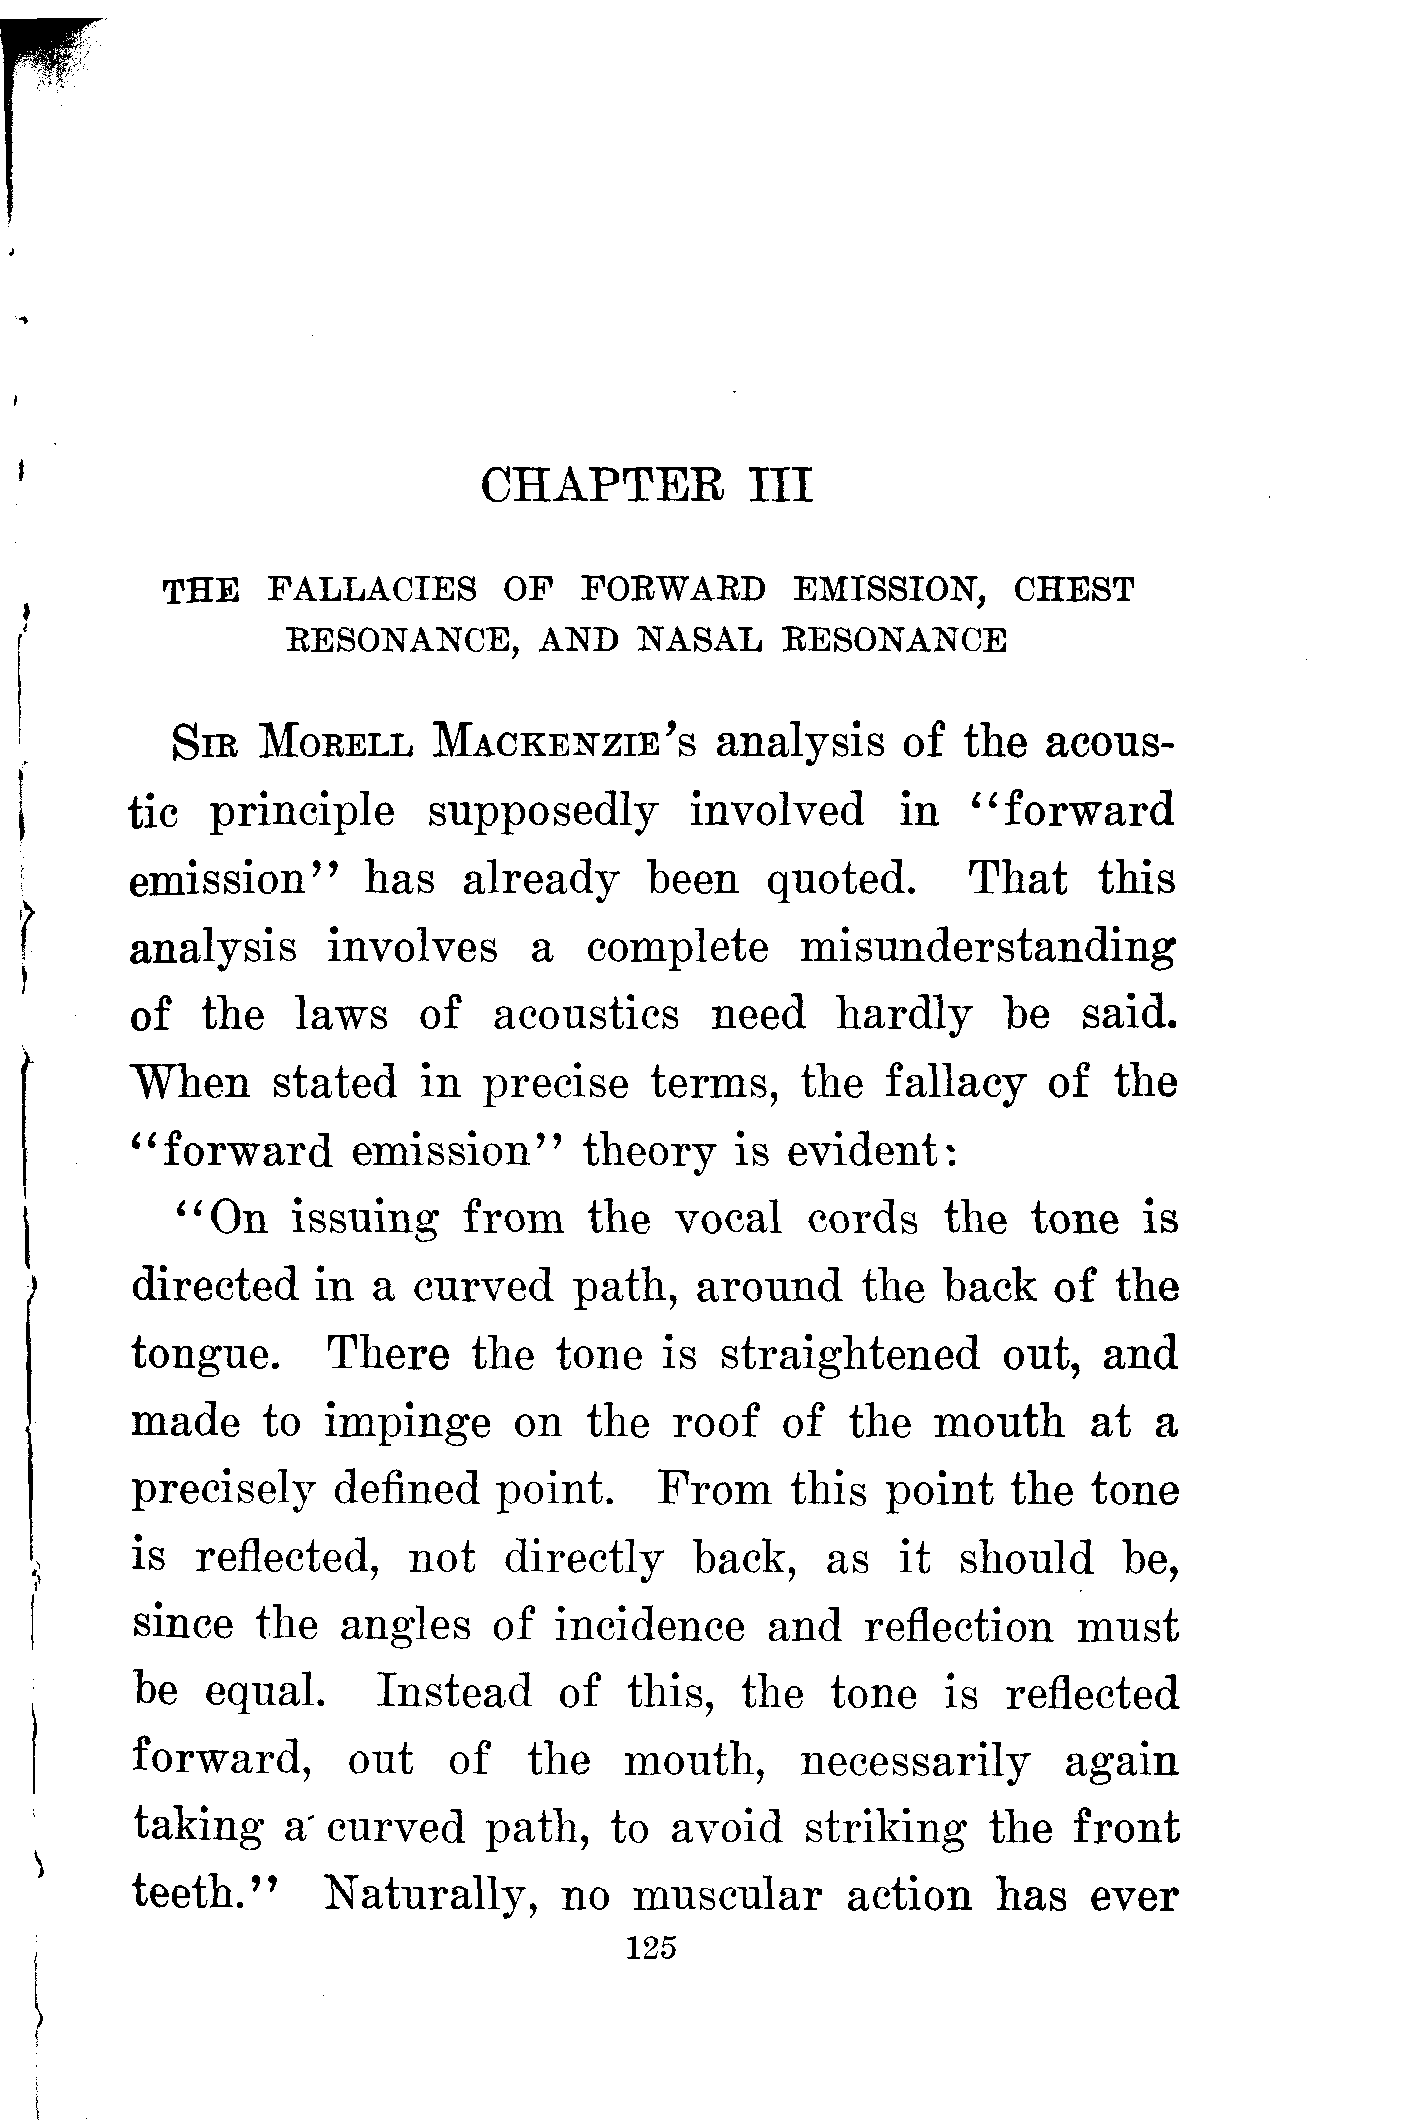 CHAPTER III
THE FALLACIES OF FORWARD EMISSION, CHEST
RESONANCE, AND NASAL RESONANCE
SIR MORELL MACKENZIE's analysis of the acous-
tic principle supposedly involved in “forward
emission” has already been quoted. That this
analysis involves a complete misunderstanding
of the laws of acoustics need hardly be said.
When stated in precise terms, the fallacy of the
“forward emission” theory is evident:
“On issuing from the vocal cords the tone is
directed in a curved path, around the back of the
tongue. There the tone is straightened out, and
made to impinge on the roof of the mouth at a
precisely defined point. From this point the tone
is reflected, not directly back, as it should be,
since the angles of incidence and reflection must
be equal. Instead of this, the tone is reflected
forward, out of the mouth, necessarily again
taking a curved path, to avoid striking the front
teeth.” Naturally, no muscular action has ever
125